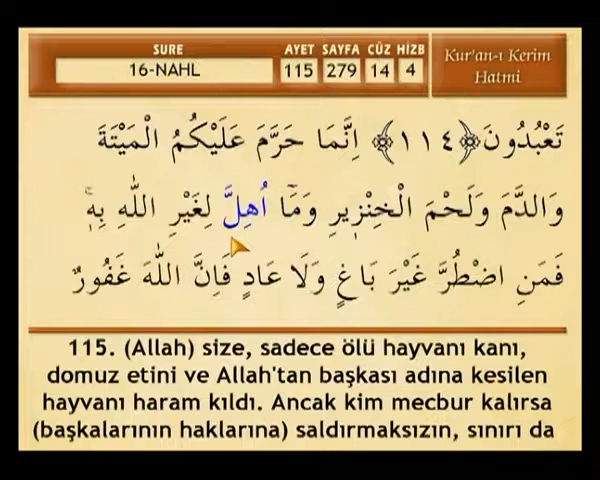 SURE AYET SAYFA CÜZ HİZB
16-NAHL 115 279 14 4
Kur'an-ı Kerim
Hatmi
تَعْبُدُونَ ﴿١١٤﴾ اِنَّمَا حَرَّمَ عَلَيْكُمُ الْمَيْتَةَ
وَالدَّمَ وَلَحْمَ الْخِنْزٖيرِ وَمَٓا اُهِلَّ لِغَيْرِ اللّٰهِ بِهٖۚ
فَمَنِ اضْطُرَّ غَيْرَ بَاغٍ وَلَا عَادٍ فَاِنَّ اللّٰهَ غَفُورٌ
115. (Allah) size, sadece ölü hayvanı kanı,
domuz etini ve Allah'tan başkası adına kesilen
hayvanı haram kıldı. Ancak kim mecbur kalırsa
(başkalarının haklarına) saldırmaksızın, sınırı da